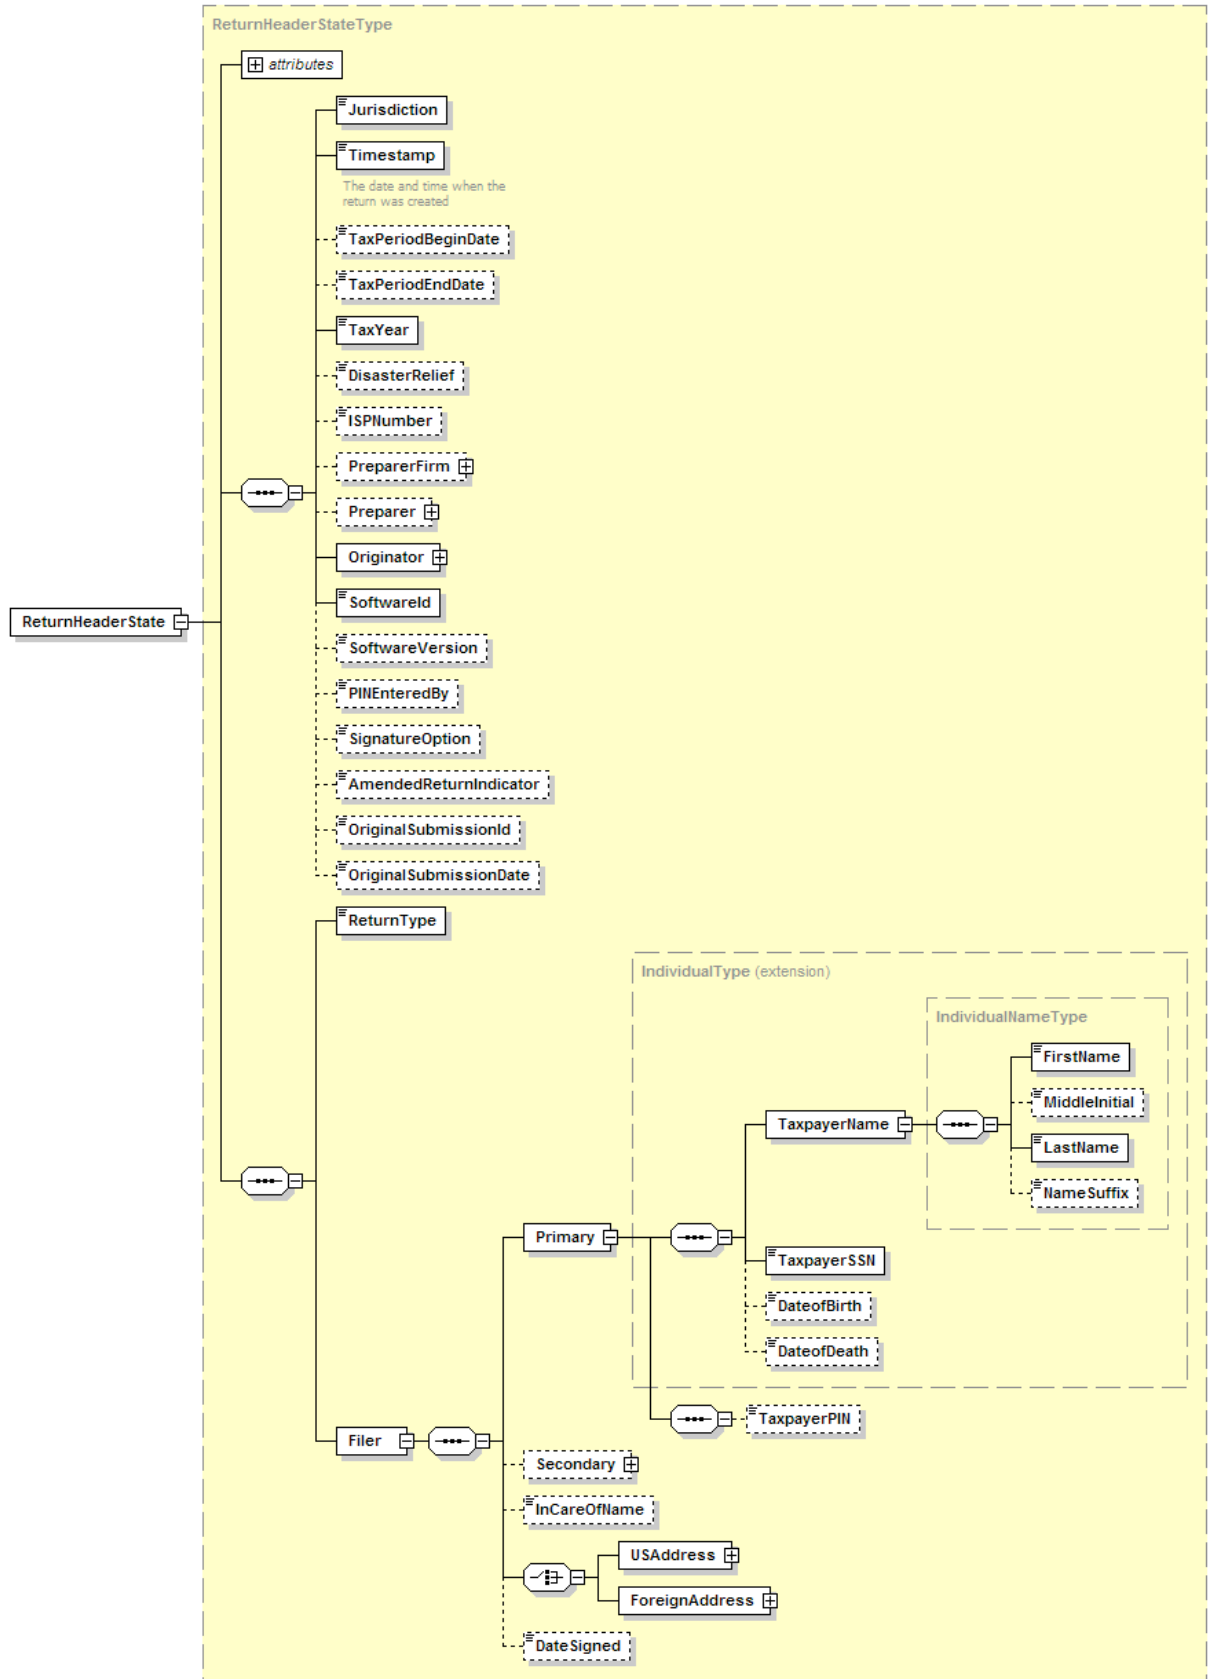 ReturnHeaderStateType
attributes
Jurisdiction
Timestamp
The date and time when the
return was created
TaxPeriodBeginDate
TaxPeriodEndDate
TaxYear
DisasterRelief
ISPNumber
PreparerFirm
Preparer
Originator
SoftwareId
ReturnHeaderState
SoftwareVersion
PINEnteredBy
SignatureOption
AmendedReturnIndicator
OriginalSubmissionId
OriginalSubmissionDate
ReturnType
IndividualType (extension)
IndividualNameType
FirstName
MiddleInitial
TaxpayerName
LastName
NameSuffix
Primary
TaxpayerSSN
DateofBirth
DateofDeath
TaxpayerPIN
Filer
Secondary
InCareOfName
USAddress
ForeignAddress
DateSigned